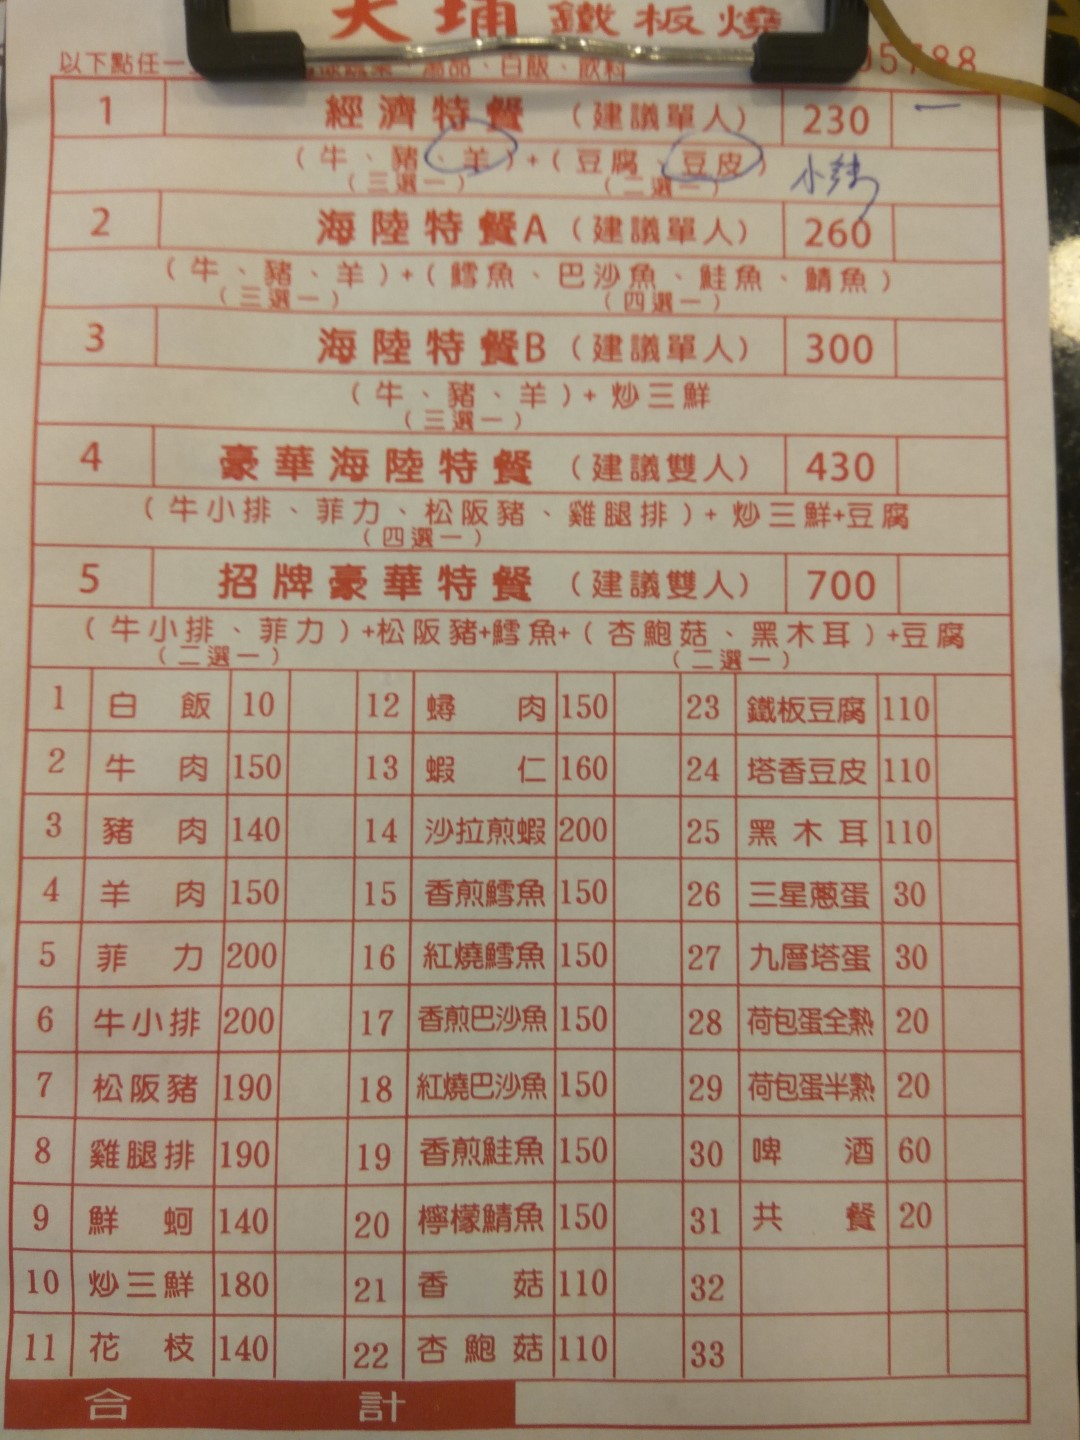 大埔 鐵板燒
以下點任一 湯品、白飯、飲料 05788
1 經濟特餐 (建議單人) 230 一
(牛、豬、羊)+(豆腐、豆皮) 小辣
(三選一) (二選一)
2 海陸特餐A (建議單人) 260
(牛、豬、羊)+(鱈魚、巴沙魚、鮭魚、鯖魚)
(三選一) (四選一)
3 海陸特餐B (建議單人) 300
(牛、豬、羊)+炒三鮮
(三選一)
4 豪華海陸特餐 (建議雙人) 430
(牛小排、菲力、松阪豬、雞腿排)+炒三鮮+豆腐
(四選一)
5 招牌豪華特餐 (建議雙人) 700
(牛小排、菲力)+松阪豬+鱈魚+(杏鮑菇、黑木耳)+豆腐
(二選一) (二選一)
1 白飯 10 12 蟳肉 150 23 鐵板豆腐 110
2 牛肉 150 13 蝦仁 160 24 塔香豆皮 110
3 豬肉 140 14 沙拉煎蝦 200 25 黑木耳 110
4 羊肉 150 15 香煎鱈魚 150 26 三星蔥蛋 30
5 菲力 200 16 紅燒鱈魚 150 27 九層塔蛋 30
6 牛小排 200 17 香煎巴沙魚 150 28 荷包蛋全熟 20
7 松阪豬 190 18 紅燒巴沙魚 150 29 荷包蛋半熟 20
8 雞腿排 190 19 香煎鮭魚 150 30 啤酒 60
9 鮮蚵 140 20 檸檬鯖魚 150 31 共餐 20
10 炒三鮮 180 21 香菇 110 32
11 花枝 140 22 杏鮑菇 110 33
合計